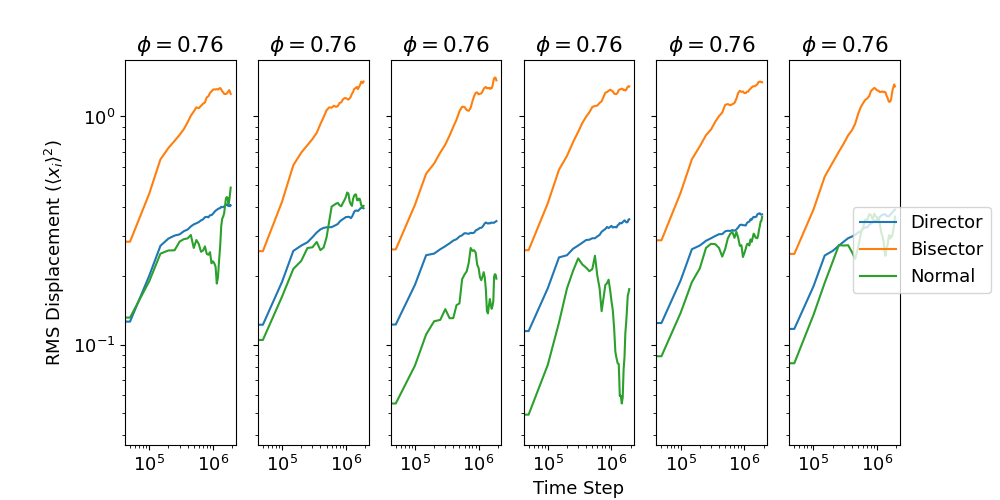 ϕ = 0.76 ϕ = 0.76 ϕ = 0.76 ϕ = 0.76 ϕ = 0.76 ϕ = 0.76
RMS Displacement (⟨x_i⟩²)
10⁰
10⁻¹
Director
Bisector
Normal
10⁵ 10⁶ 10⁵ 10⁶ 10⁵ 10⁶ 10⁵ 10⁶ 10⁵ 10⁶ 10⁵ 10⁶
Time Step